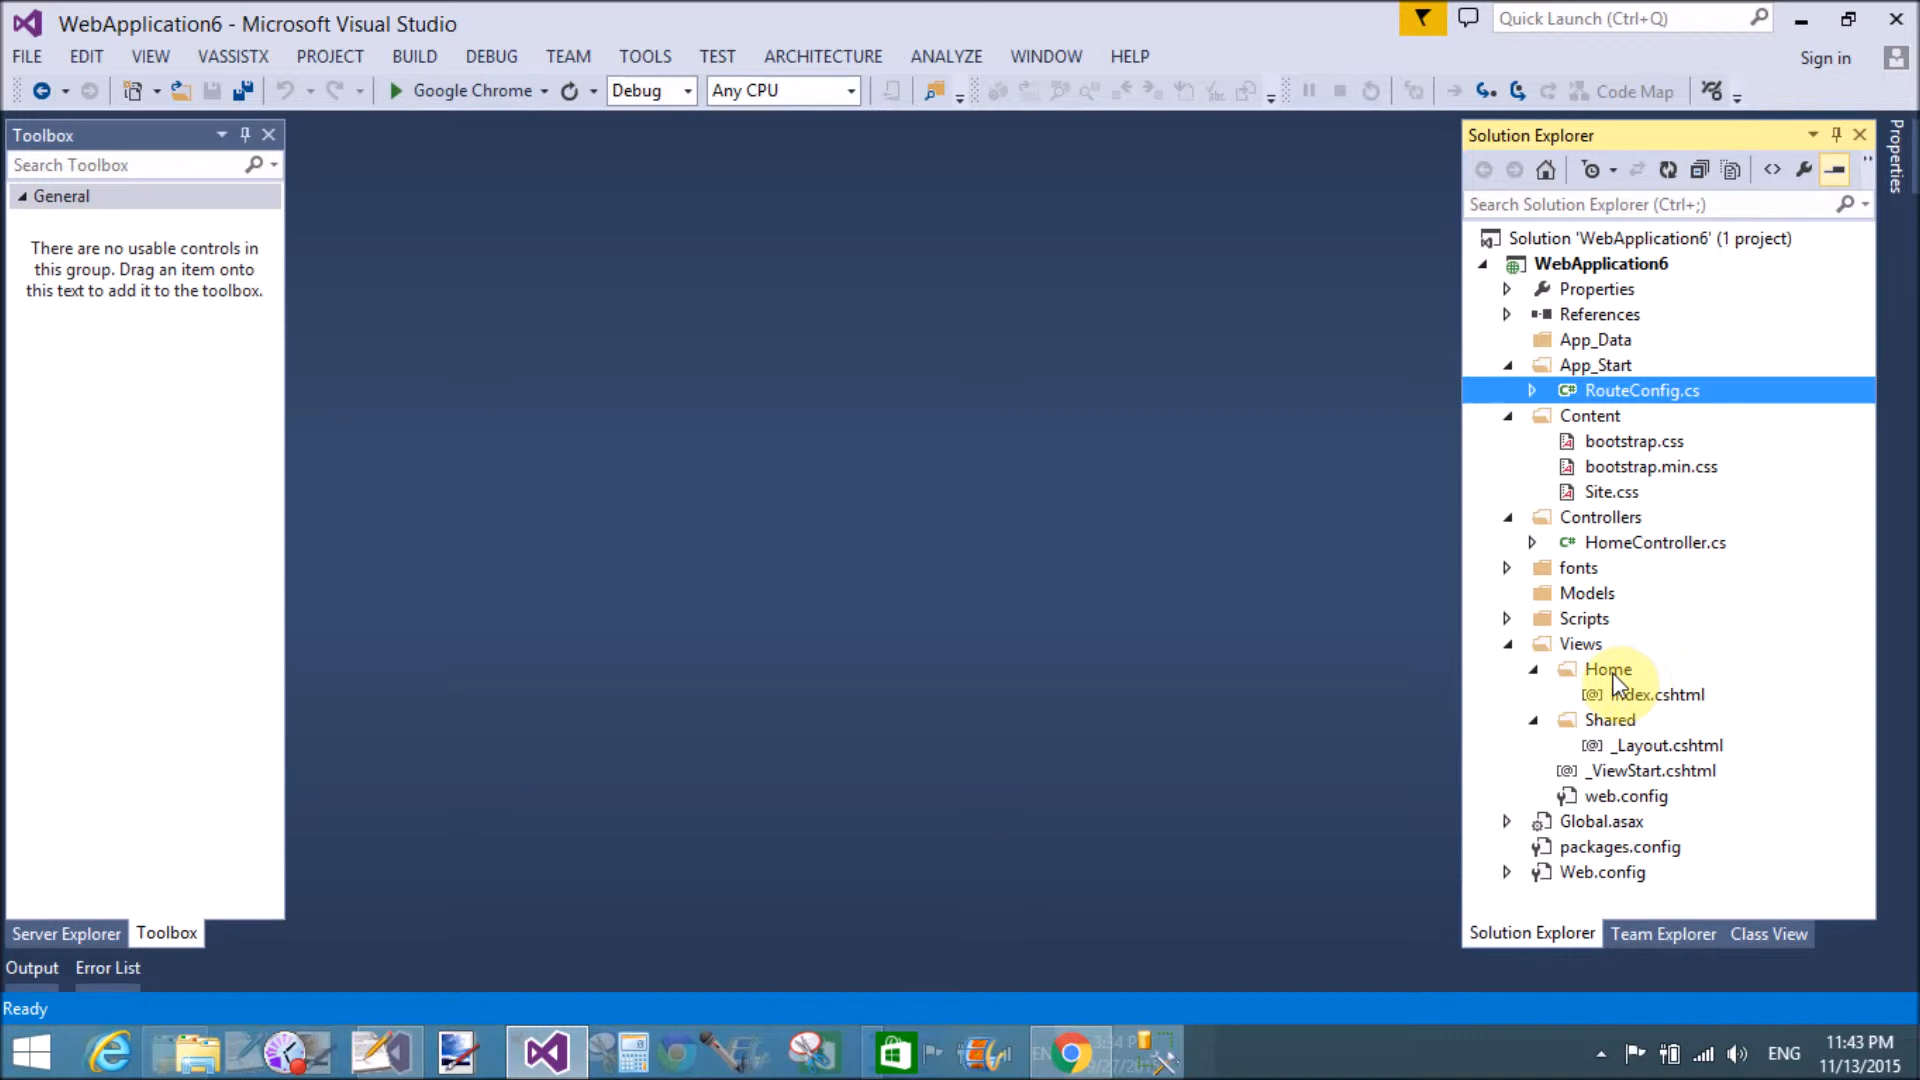 WebApplication6 - Microsoft Visual Studio
Quick Launch (Ctrl+Q)
FILE EDIT VIEW VASSISTX PROJECT BUILD DEBUG TEAM TOOLS TEST ARCHITECTURE ANALYZE WINDOW HELP
Sign in
Google Chrome Debug Any CPU Code Map
Toolbox
Search Toolbox
General
There are no usable controls in
this group. Drag an item onto
this text to add it to the toolbox.
Server Explorer Toolbox
Output Error List
Ready
Solution Explorer
Search Solution Explorer (Ctrl+;)
Solution 'WebApplication6' (1 project)
WebApplication6
Properties
References
App_Data
App_Start
C# RouteConfig.cs
Content
bootstrap.css
bootstrap.min.css
Site.css
Controllers
C# HomeController.cs
fonts
Models
Scripts
Views
Home
[@] Index.cshtml
Shared
[@] _Layout.cshtml
[@] _ViewStart.cshtml
web.config
Global.asax
packages.config
Web.config
Solution Explorer Team Explorer Class View
Properties
ENG
11:43 PM
11/13/2015